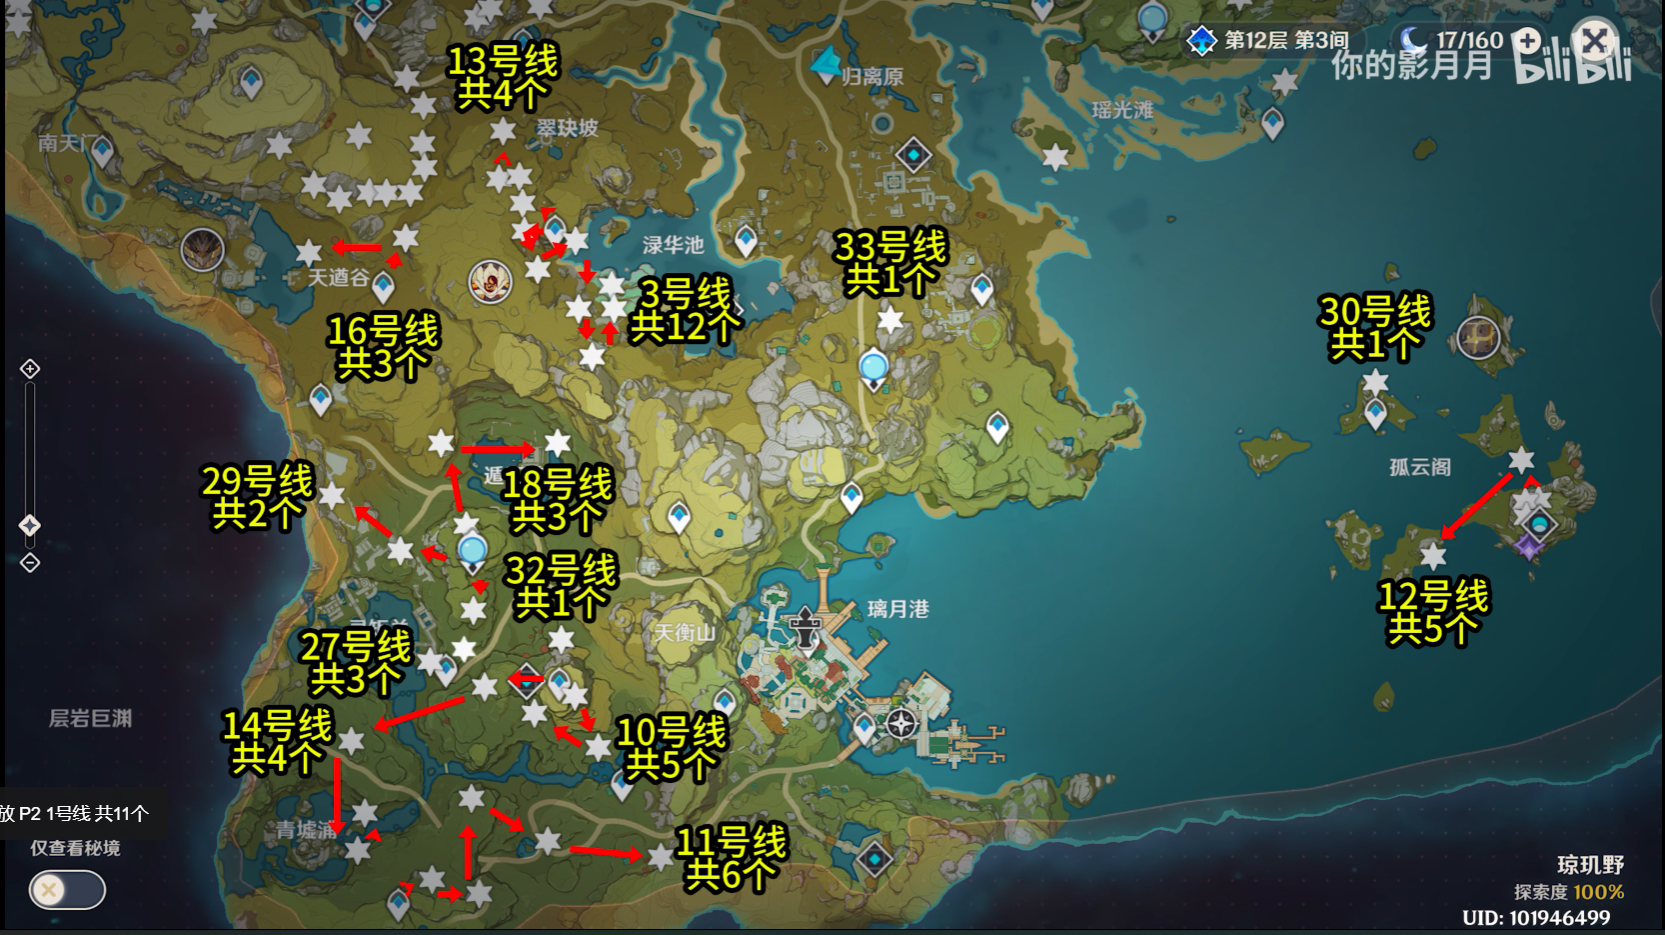 第12层 第3间
17/160
你的影月月
bilibili
13号线
共4个
归离原
瑶光滩
翠玦坡
南天门
渌华池
33号线
共1个
天遒谷
3号线
共12个
30号线
共1个
16号线
共3个
孤云阁
29号线
共2个
遁
18号线
共3个
12号线
共5个
32号线
共1个
璃月港
天衡山
27号线
共3个
层岩巨渊
14号线
共4个
10号线
共5个
放 P2 1号线 共11个
青墟浦
仅查看秘境
11号线
共6个
琼玑野
探索度 100%
UID: 101946499